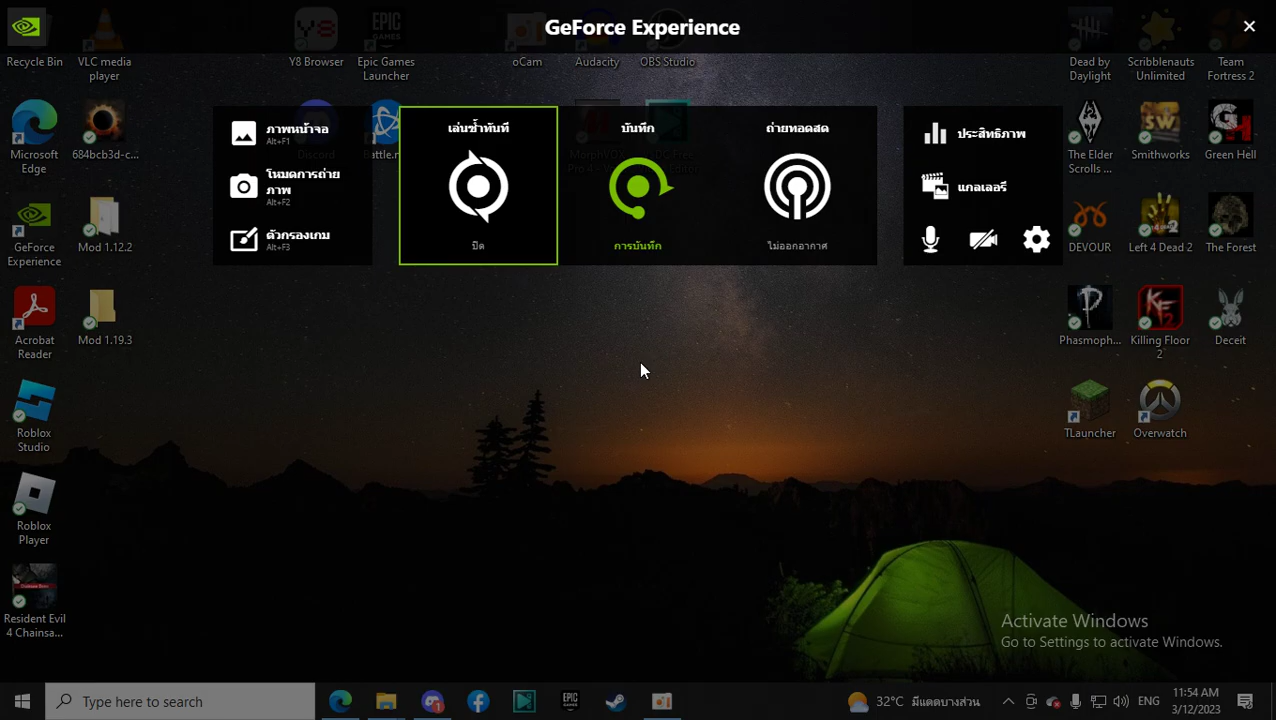 GeForce Experience
Recycle Bin
VLC media
player
Y8 Browser
Epic Games
Launcher
oCam
Audacity
OBS Studio
Dead by
Daylight
Scribblenauts
Unlimited
Team
Fortress 2
Microsoft
Edge
684bcb3d-c...
Discord
Battle.n
ภาพหน้าจอ
Alt+F1
โหมดการถ่าย
ภาพ
Alt+F2
ตัวกรองเกม
Alt+F3
เล่นซ้ำทันที
ปิด
บันทึก
การบันทึก
ถ่ายทอดสด
ไม่ออกอากาศ
ประสิทธิภาพ
แกลเลอรี
The Elder
Scrolls ...
Smithworks
Green Hell
GeForce
Experience
Mod 1.12.2
DEVOUR
Left 4 Dead 2
The Forest
Acrobat
Reader
Mod 1.19.3
Phasmoph...
Killing Floor
2
Deceit
Roblox
Studio
TLauncher
Overwatch
Roblox
Player
Resident Evil
4 Chainsa...
Activate Windows
Go to Settings to activate Windows.
Type here to search
EPIC
GAMES
32°C มีแดดบางส่วน
ENG
11:54 AM
3/12/2023